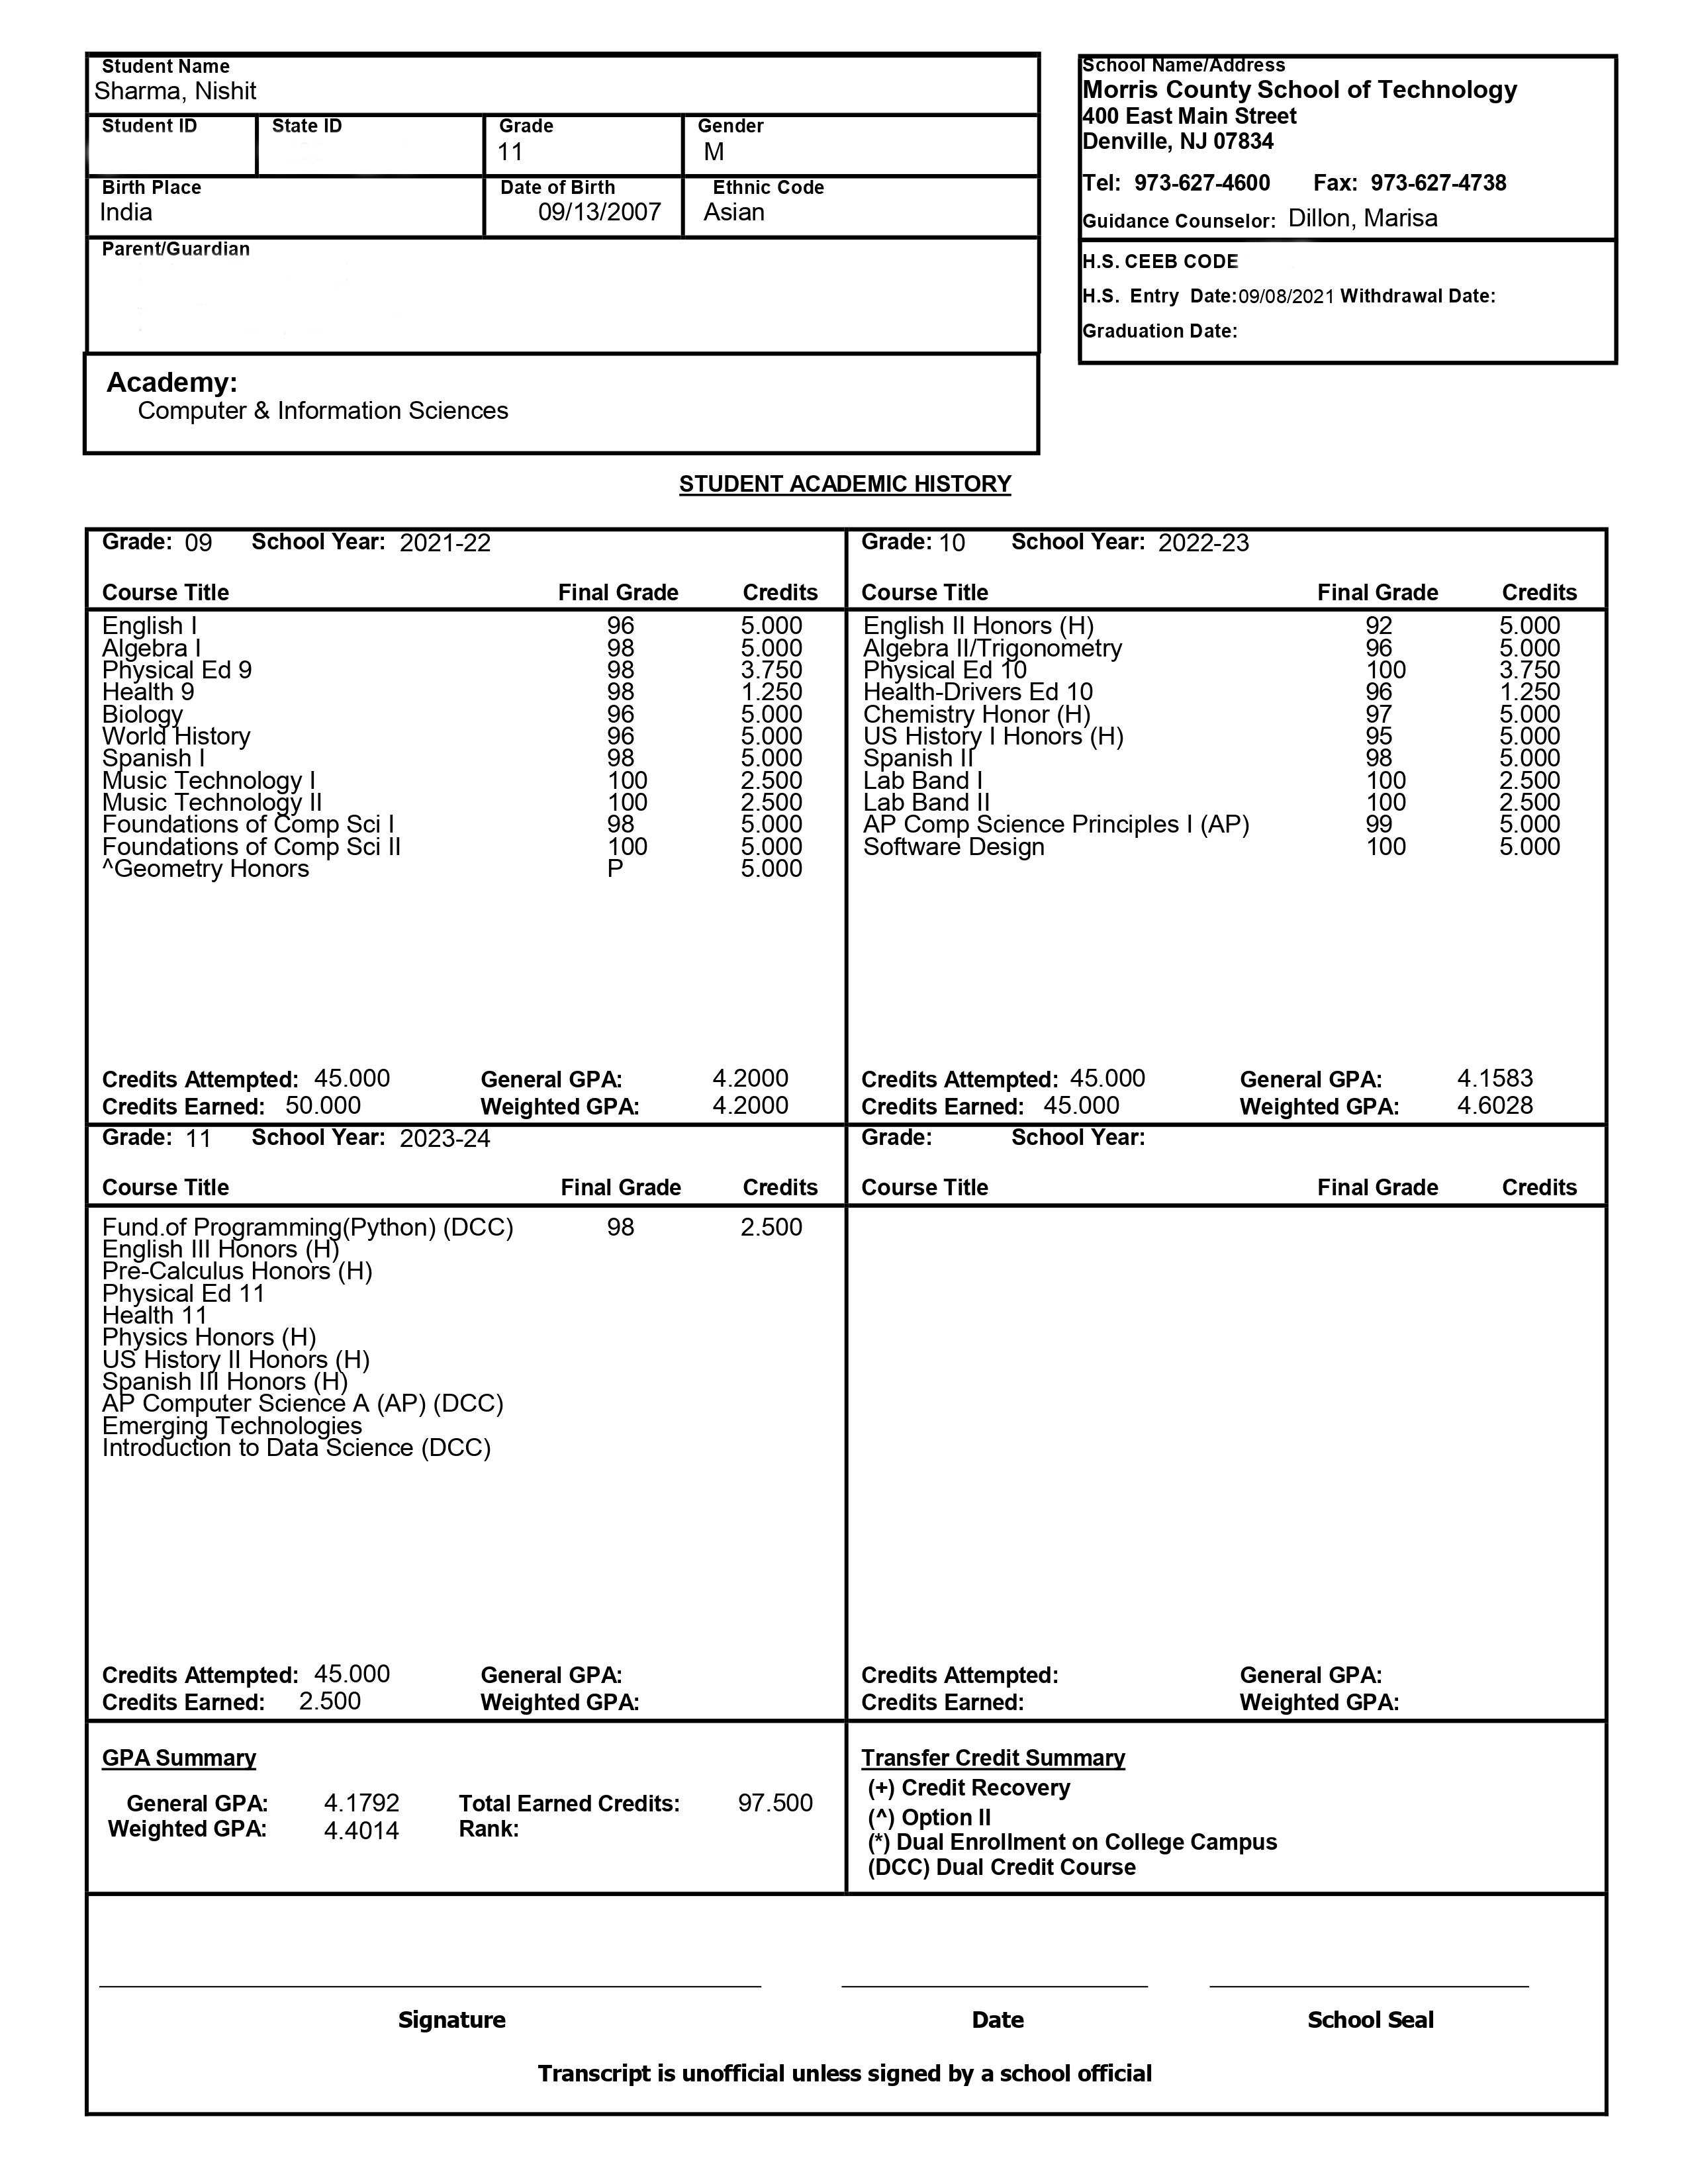 Student Name
Sharma, Nishit
Student ID State ID Grade Gender
11 M
Birth Place Date of Birth Ethnic Code
India 09/13/2007 Asian
Parent/Guardian
Academy:
Computer & Information Sciences
School Name/Address
Morris County School of Technology
400 East Main Street
Denville, NJ 07834
Tel: 973-627-4600 Fax: 973-627-4738
Guidance Counselor: Dillon, Marisa
H.S. CEEB CODE
H.S. Entry Date:09/08/2021 Withdrawal Date:
Graduation Date:
STUDENT ACADEMIC HISTORY
Grade: 09 School Year: 2021-22
Course Title Final Grade Credits
English I 96 5.000
Algebra I 98 5.000
Physical Ed 9 98 3.750
Health 9 98 1.250
Biology 96 5.000
World History 96 5.000
Spanish I 98 5.000
Music Technology I 100 2.500
Music Technology II 100 2.500
Foundations of Comp Sci I 98 5.000
Foundations of Comp Sci II 100 5.000
^Geometry Honors P 5.000
Credits Attempted: 45.000 General GPA: 4.2000
Credits Earned: 50.000 Weighted GPA: 4.2000
Grade: 10 School Year: 2022-23
Course Title Final Grade Credits
English II Honors (H) 92 5.000
Algebra II/Trigonometry 96 5.000
Physical Ed 10 100 3.750
Health-Drivers Ed 10 96 1.250
Chemistry Honor (H) 97 5.000
US History I Honors (H) 95 5.000
Spanish II 98 5.000
Lab Band I 100 2.500
Lab Band II 100 2.500
AP Comp Science Principles I (AP) 99 5.000
Software Design 100 5.000
Credits Attempted: 45.000 General GPA: 4.1583
Credits Earned: 45.000 Weighted GPA: 4.6028
Grade: 11 School Year: 2023-24
Course Title Final Grade Credits
Fund.of Programming(Python) (DCC) 98 2.500
English III Honors (H)
Pre-Calculus Honors (H)
Physical Ed 11
Health 11
Physics Honors (H)
US History II Honors (H)
Spanish III Honors (H)
AP Computer Science A (AP) (DCC)
Emerging Technologies
Introduction to Data Science (DCC)
Credits Attempted: 45.000 General GPA:
Credits Earned: 2.500 Weighted GPA:
Grade: School Year:
Course Title Final Grade Credits
Credits Attempted: General GPA:
Credits Earned: Weighted GPA:
GPA Summary
General GPA: 4.1792 Total Earned Credits: 97.500
Weighted GPA: 4.4014 Rank:
Transfer Credit Summary
(+) Credit Recovery
(^) Option II
(*) Dual Enrollment on College Campus
(DCC) Dual Credit Course
Signature Date School Seal
Transcript is unofficial unless signed by a school official